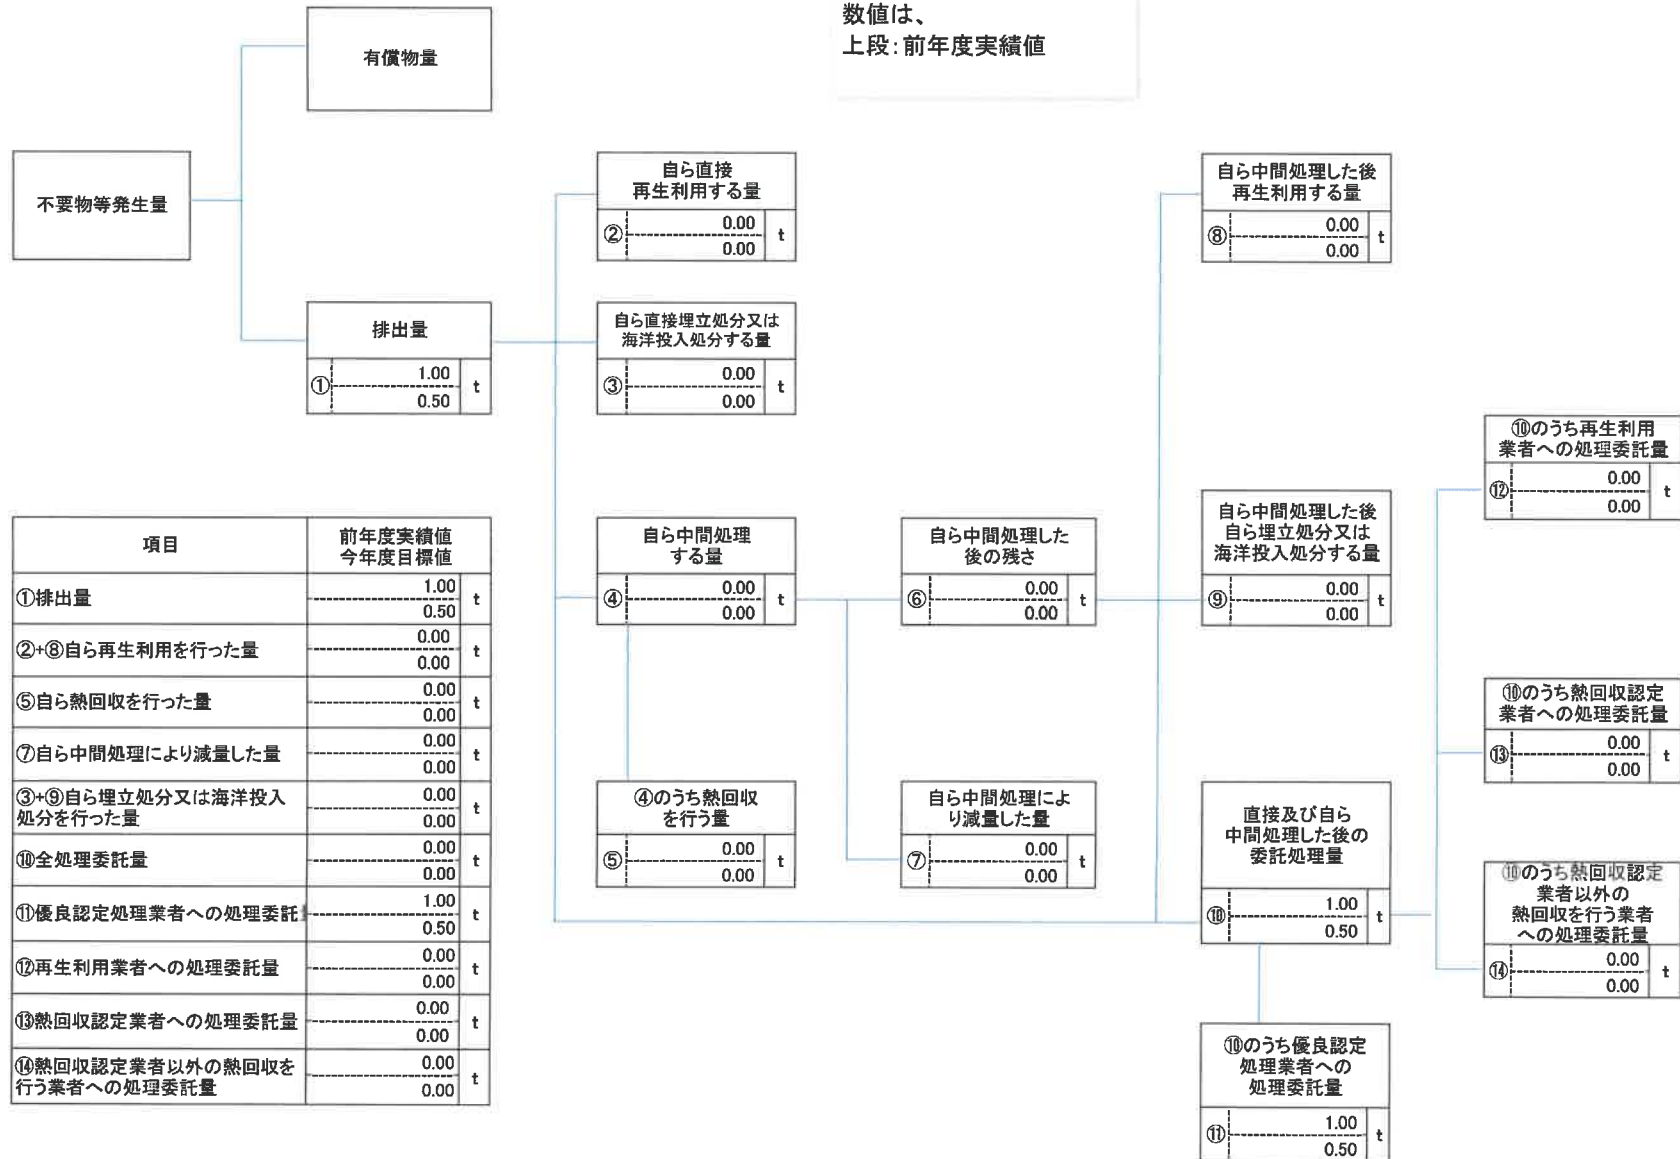 数値は、
上段:前年度実績値
有償物量
不要物等発生量
排出量
① 1.00 t
0.50
自ら直接
再生利用する量
② 0.00 t
0.00
自ら直接埋立処分又は
海洋投入処分する量
③ 0.00 t
0.00
自ら中間処理
する量
④ 0.00 t
0.00
④のうち熱回収
を行う量
⑤ 0.00 t
0.00
自ら中間処理した
後の残さ
⑥ 0.00 t
0.00
自ら中間処理によ
り減量した量
⑦ 0.00 t
0.00
自ら中間処理した後
再生利用する量
⑧ 0.00 t
0.00
自ら中間処理した後
自ら埋立処分又は
海洋投入処分する量
⑨ 0.00 t
0.00
直接及び自ら
中間処理した後の
委託処理量
⑩ 1.00 t
0.50
⑩のうち優良認定
処理業者への
処理委託量
⑪ 1.00 t
0.50
⑩のうち再生利用
業者への処理委託量
⑫ 0.00 t
0.00
⑩のうち熱回収認定
業者への処理委託量
⑬ 0.00 t
0.00
⑩のうち熱回収認定
業者以外の
熱回収を行う業者
への処理委託量
⑭ 0.00 t
0.00
項目 前年度実績値
今年度目標値
①排出量 1.00 t
0.50
②+⑧自ら再生利用を行った量 0.00 t
0.00
⑤自ら熱回収を行った量 0.00 t
0.00
⑦自ら中間処理により減量した量 0.00 t
0.00
③+⑨自ら埋立処分又は海洋投入
処分を行った量 0.00 t
0.00
⑩全処理委託量 0.00 t
0.00
⑪優良認定処理業者への処理委託 1.00 t
0.50
⑫再生利用業者への処理委託量 0.00 t
0.00
⑬熱回収認定業者への処理委託量 0.00 t
0.00
⑭熱回収認定業者以外の熱回収を
行う業者への処理委託量 0.00 t
0.00